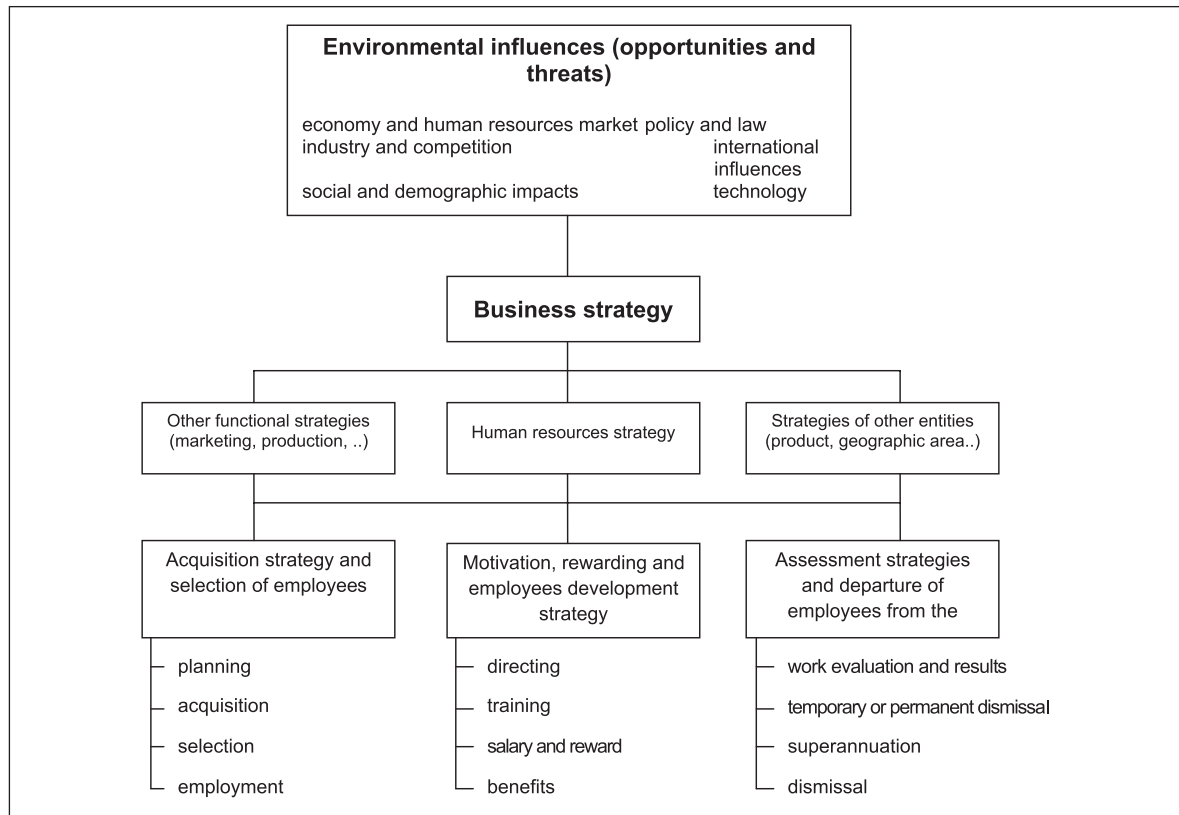 Environmental influences (opportunities and
threats)
economy and human resources market policy and law
industry and competition international
influences
social and demographic impacts technology
Business strategy
Other functional strategies
(marketing, production, ..)
Human resources strategy
Strategies of other entities
(product, geographic area..)
Acquisition strategy and
selection of employees
Motivation, rewarding and
employees development
strategy
Assessment strategies
and departure of
employees from the
planning
acquisition
selection
employment
directing
training
salary and reward
benefits
work evaluation and results
temporary or permanent dismissal
superannuation
dismissal